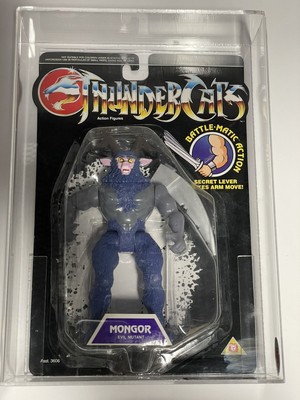 THUNDERCATS
Action Figures
BATTLE-MATIC ACTION
SECRET LEVER
MAKES ARM MOVE!
MONGOR
EVIL MUTANT